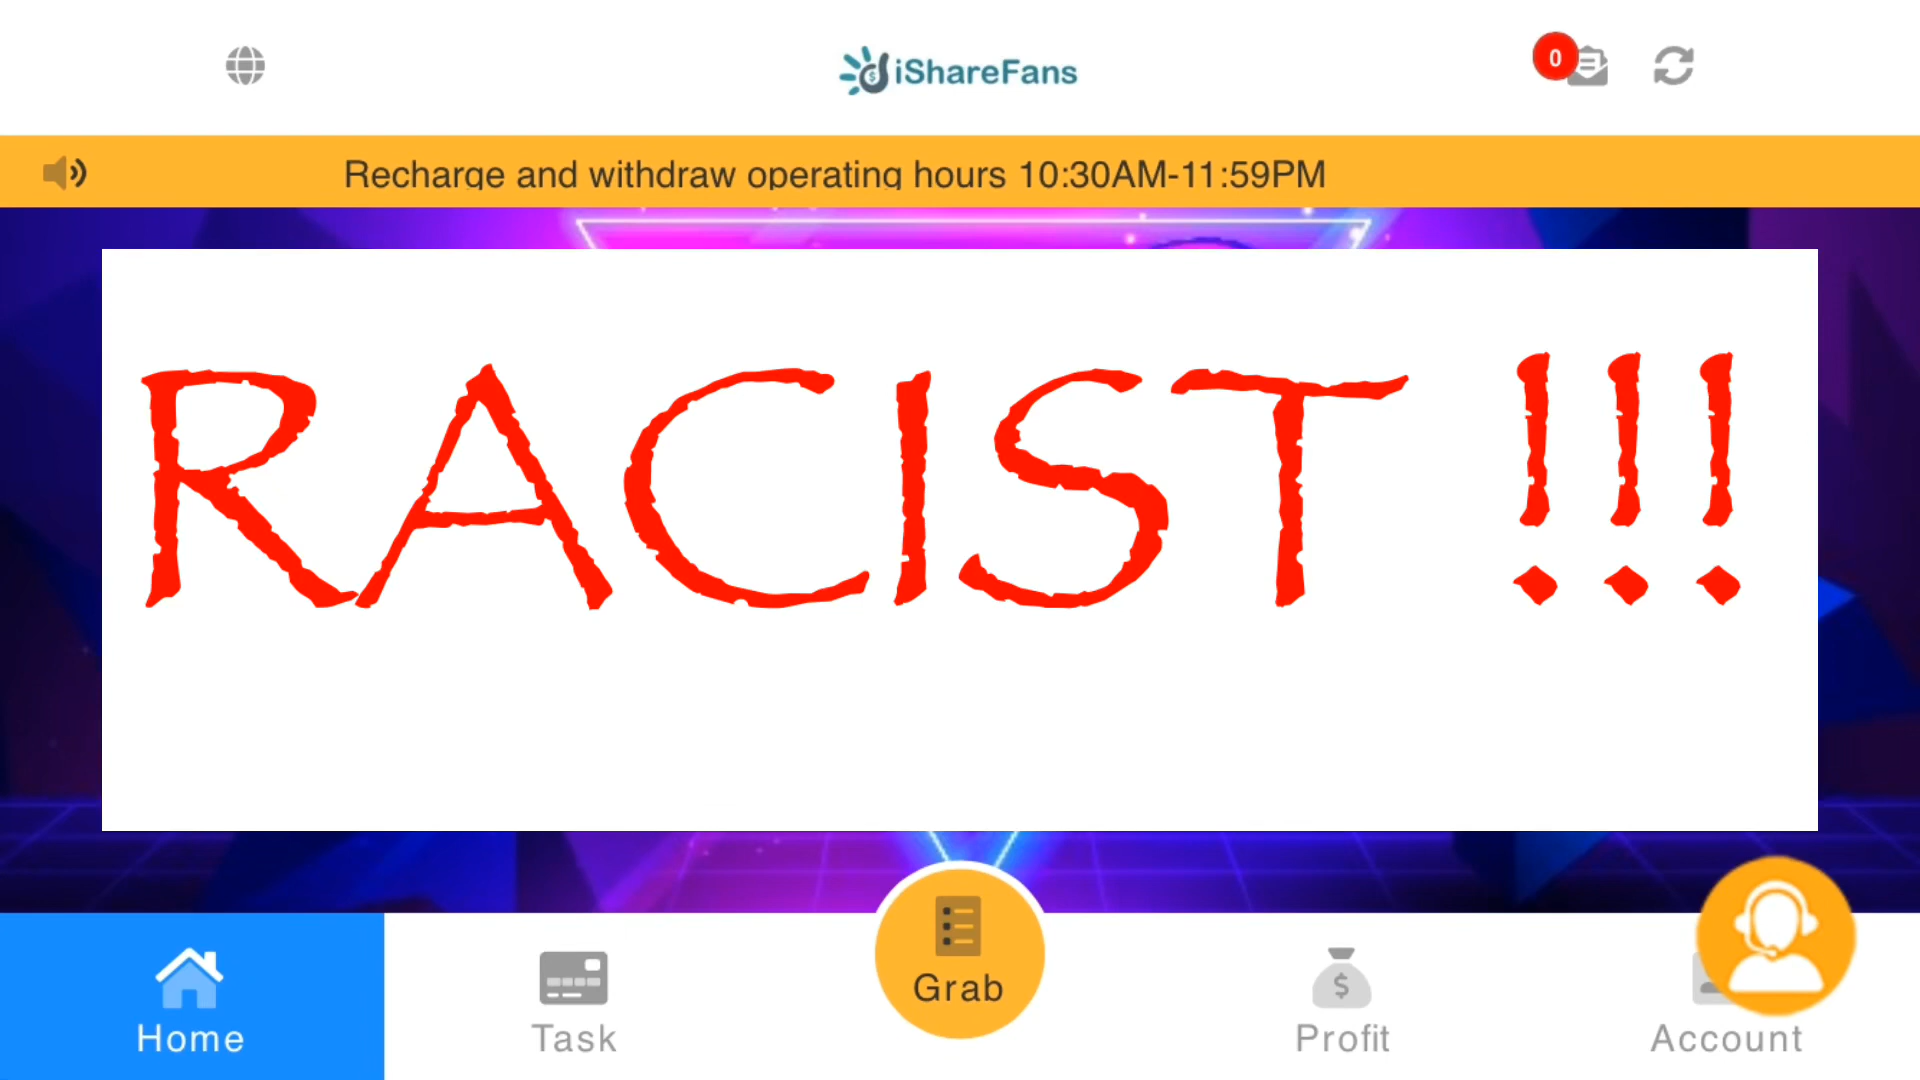 iShareFans
0
Recharge and withdraw operating hours 10:30AM-11:59PM
RACIST !!!
Grab
Home
Task
Profit
Account